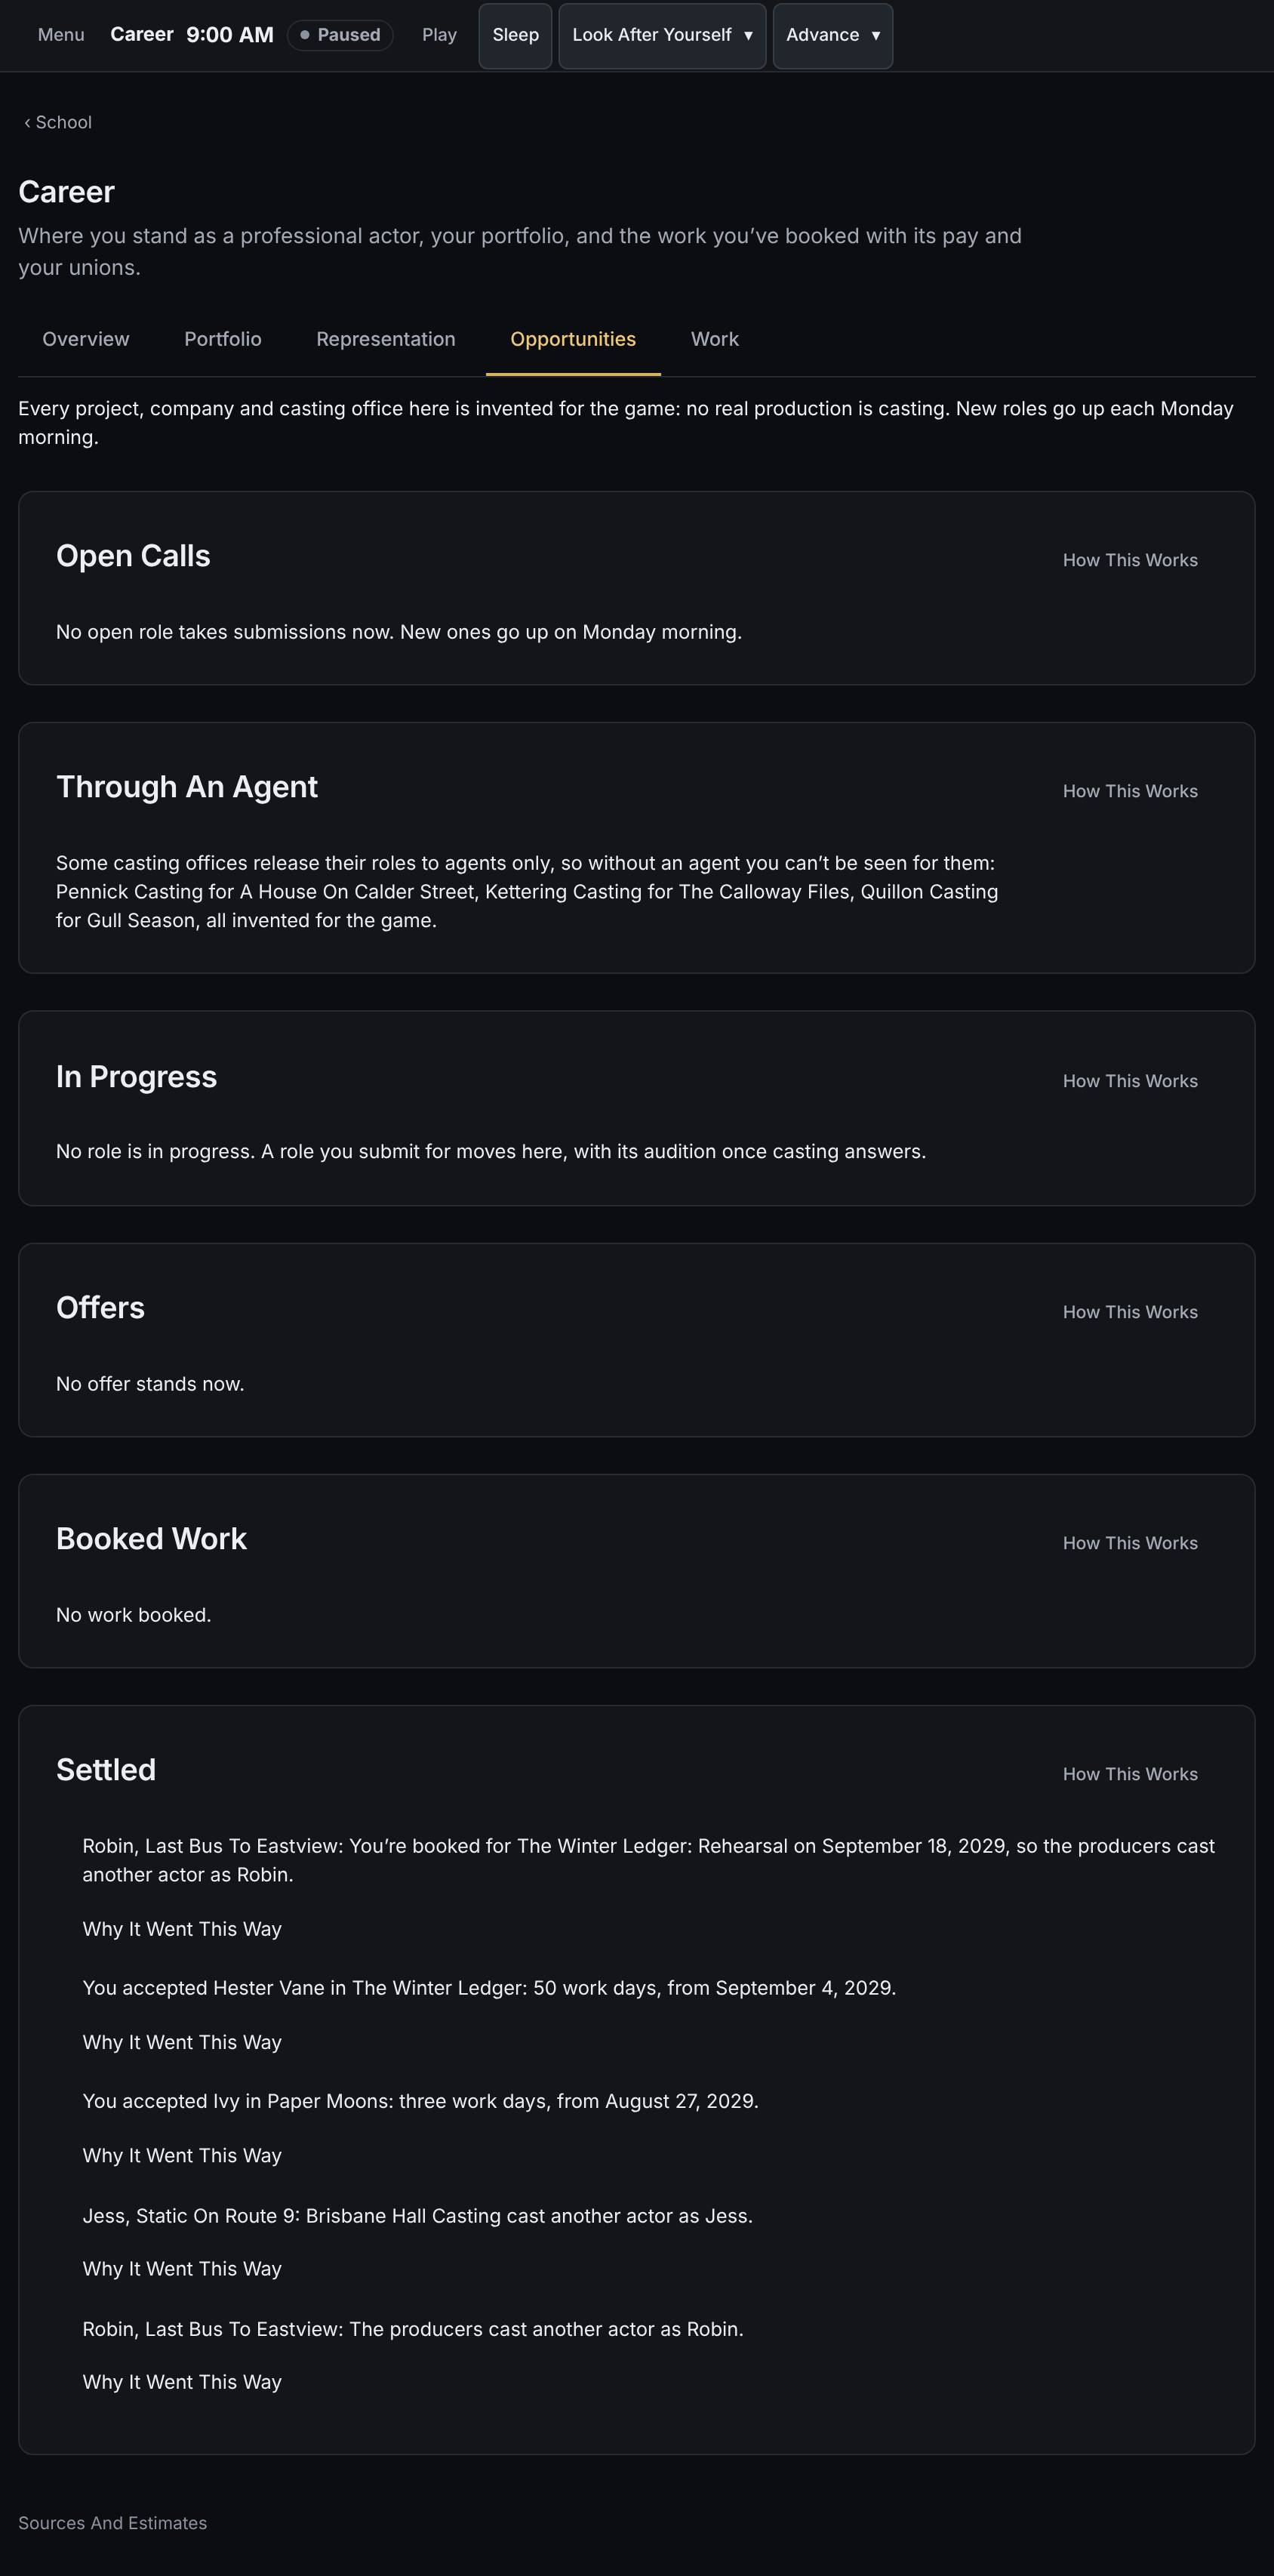 Menu Career 9:00 AM Paused Play Sleep Look After Yourself ▾ Advance ▾
‹ School
Career
Where you stand as a professional actor, your portfolio, and the work you’ve booked with its pay and
your unions.
Overview Portfolio Representation Opportunities Work
Every project, company and casting office here is invented for the game: no real production is casting. New roles go up each Monday
morning.
Open Calls How This Works
No open role takes submissions now. New ones go up on Monday morning.
Through An Agent How This Works
Some casting offices release their roles to agents only, so without an agent you can’t be seen for them:
Pennick Casting for A House On Calder Street, Kettering Casting for The Calloway Files, Quillon Casting
for Gull Season, all invented for the game.
In Progress How This Works
No role is in progress. A role you submit for moves here, with its audition once casting answers.
Offers How This Works
No offer stands now.
Booked Work How This Works
No work booked.
Settled How This Works
Robin, Last Bus To Eastview: You’re booked for The Winter Ledger: Rehearsal on September 18, 2029, so the producers cast
another actor as Robin.
Why It Went This Way
You accepted Hester Vane in The Winter Ledger: 50 work days, from September 4, 2029.
Why It Went This Way
You accepted Ivy in Paper Moons: three work days, from August 27, 2029.
Why It Went This Way
Jess, Static On Route 9: Brisbane Hall Casting cast another actor as Jess.
Why It Went This Way
Robin, Last Bus To Eastview: The producers cast another actor as Robin.
Why It Went This Way
Sources And Estimates